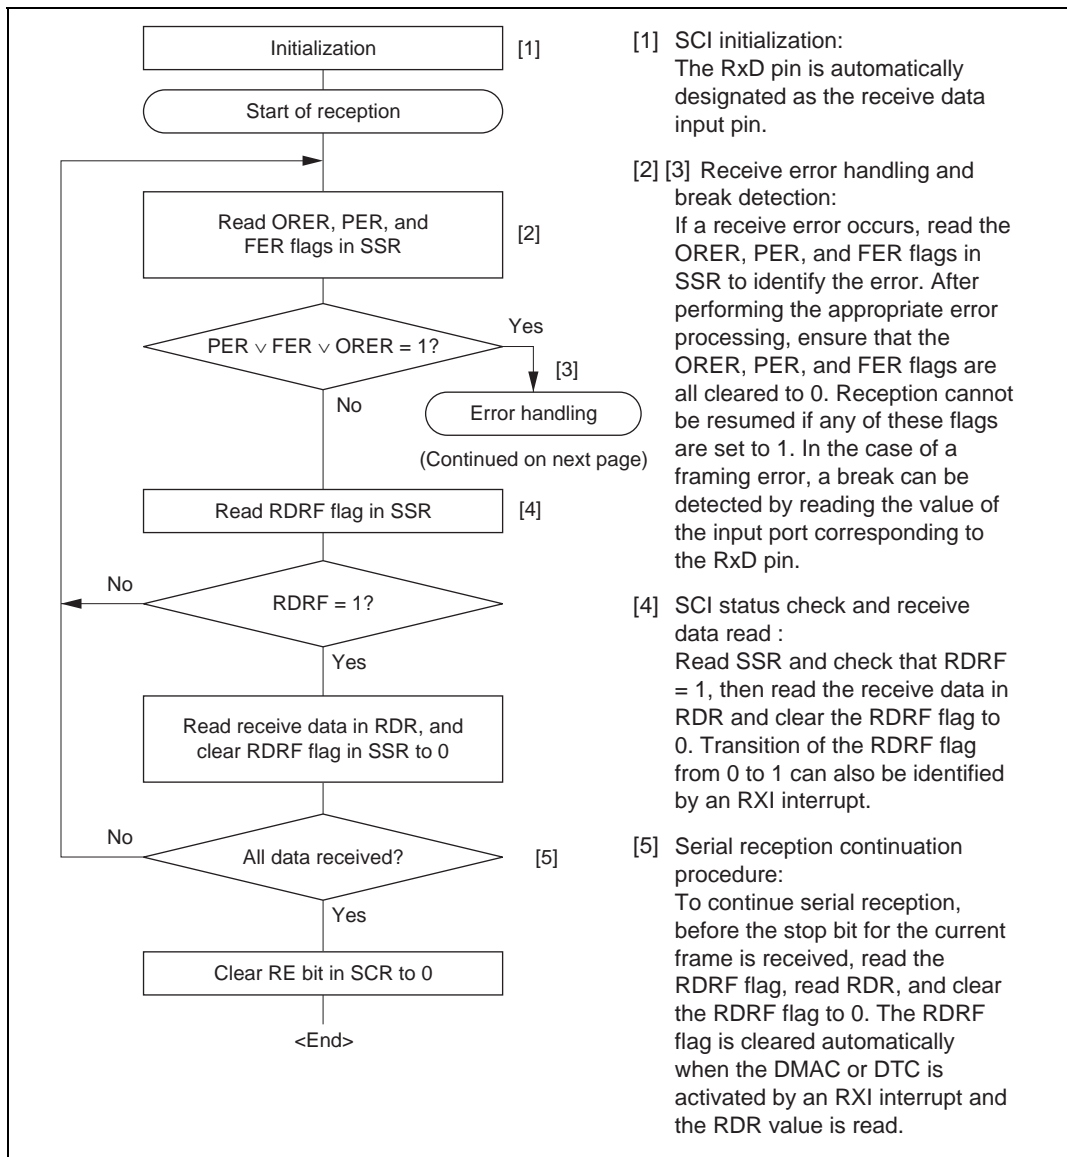 Initialization
[1]
Start of reception
Read ORER, PER, and
FER flags in SSR
[2]
PER ∨ FER ∨ ORER = 1?
Yes
[3]
No
Error handling
(Continued on next page)
Read RDRF flag in SSR
[4]
No
RDRF = 1?
Yes
Read receive data in RDR, and
clear RDRF flag in SSR to 0
No
All data received?
[5]
Yes
Clear RE bit in SCR to 0
<End>
[1] SCI initialization:
The RxD pin is automatically
designated as the receive data
input pin.
[2] [3] Receive error handling and
break detection:
If a receive error occurs, read the
ORER, PER, and FER flags in
SSR to identify the error. After
performing the appropriate error
processing, ensure that the
ORER, PER, and FER flags are
all cleared to 0. Reception cannot
be resumed if any of these flags
are set to 1. In the case of a
framing error, a break can be
detected by reading the value of
the input port corresponding to
the RxD pin.
[4] SCI status check and receive
data read :
Read SSR and check that RDRF
= 1, then read the receive data in
RDR and clear the RDRF flag to
0. Transition of the RDRF flag
from 0 to 1 can also be identified
by an RXI interrupt.
[5] Serial reception continuation
procedure:
To continue serial reception,
before the stop bit for the current
frame is received, read the
RDRF flag, read RDR, and clear
the RDRF flag to 0. The RDRF
flag is cleared automatically
when the DMAC or DTC is
activated by an RXI interrupt and
the RDR value is read.